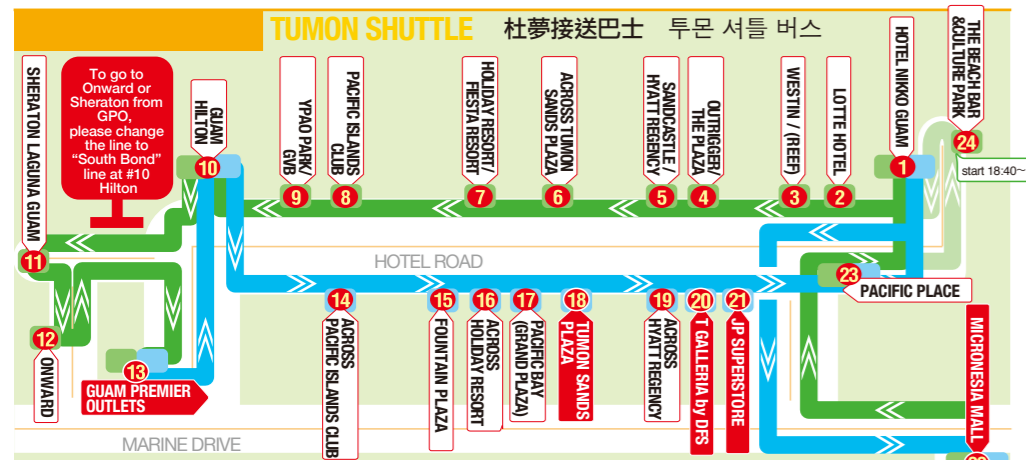 TUMON SHUTTLE 杜夢接送巴士 투몬 셔틀 버스
SHERATON LAGUNA GUAM
11
To go to
Onward or
Sheraton from
GPO,
please change
the line to
“South Bond”
line at #10
Hilton
GUAM
HILTON
10
YPAO PARK/
GVB
9
PACIFIC ISLANDS
CLUB
8
HOLIDAY RESORT/
FIESTA RESORT
7
ACROSS TUMON
SANDS PLAZA
6
SANDCASTLE /
HYATT REGENCY
5
OUTRIGGER/
THE PLAZA
4
WESTIN / (REEF)
3
LOTTE HOTEL
2
HOTEL NIKKO GUAM
1
THE BEACH BAR
&CULTURE PARK
24
start 18:40~
HOTEL ROAD
23
PACIFIC PLACE
12
ONWARD
13
GUAM PREMIER
OUTLETS
14
ACROSS
PACIFIC ISLANDS CLUB
15
FOUNTAIN PLAZA
16
ACROSS
HOLIDAY RESORT
17
PACIFIC BAY
(GRAND PLAZA)
18
TUMON SANDS
PLAZA
19
ACROSS
HYATT REGENCY
20
T GALLERIA by DFS
21
JP SUPERSTORE
MICRONESIA MALL
MARINE DRIVE